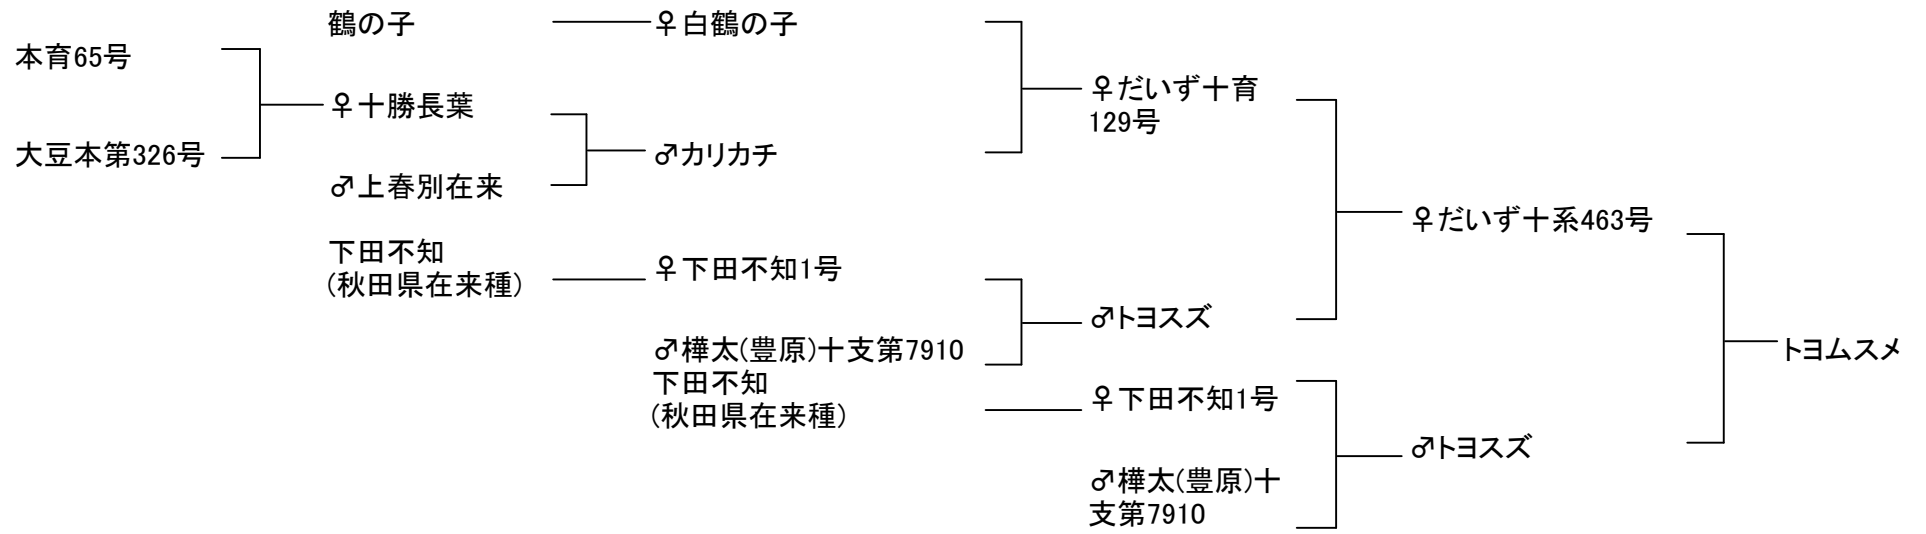 本育65号
大豆本第326号
鶴の子
♀十勝長葉
♂上春別在来
下田不知
(秋田県在来種)
♀白鶴の子
♂カリカチ
♀下田不知1号
♂樺太(豊原)十支第7910
下田不知
(秋田県在来種)
♀だいず十育
129号
♂トヨスズ
♀下田不知1号
♂樺太(豊原)十
支第7910
♀だいず十系463号
♂トヨスズ
トヨムスメ